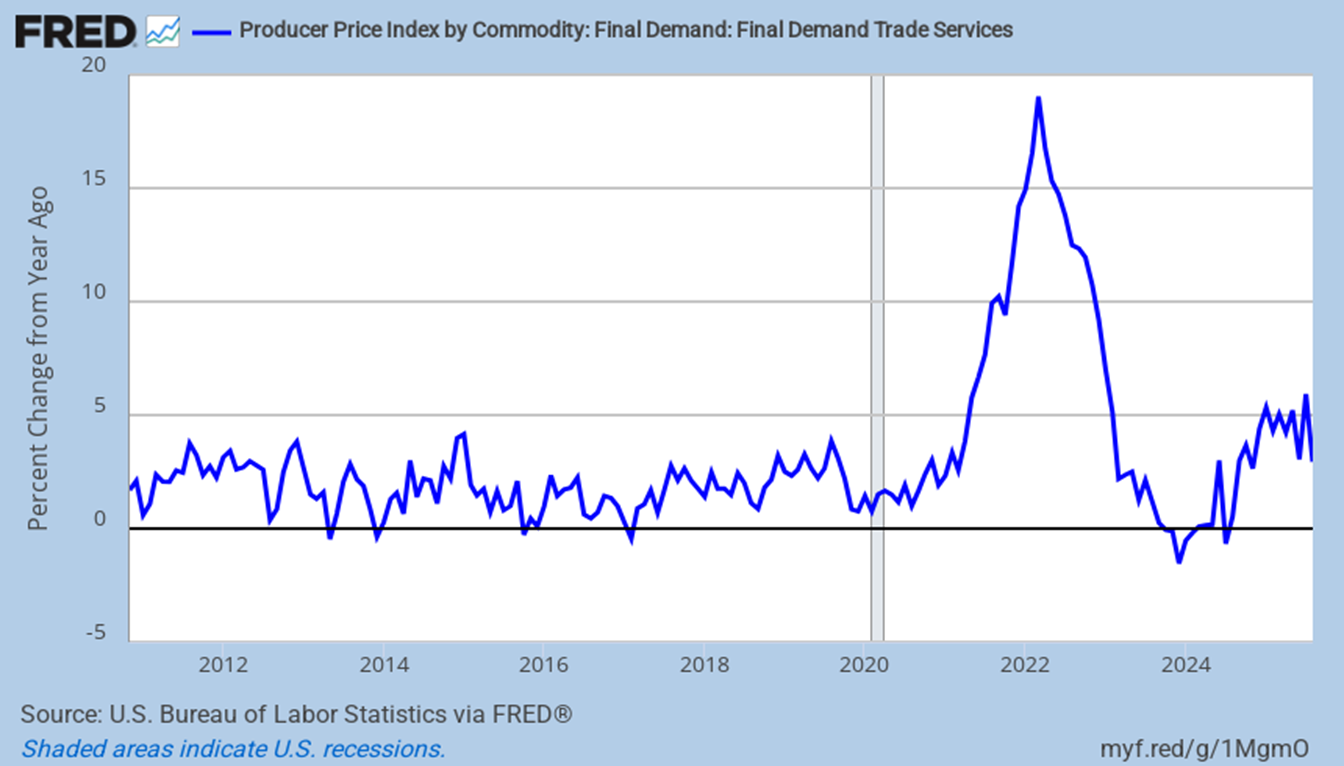 FRED
Producer Price Index by Commodity: Final Demand: Final Demand Trade Services
20
15
10
5
0
-5
Percent Change from Year Ago
2012 2014 2016 2018 2020 2022 2024
Source: U.S. Bureau of Labor Statistics via FRED®
Shaded areas indicate U.S. recessions.
myf.red/g/1MgmO